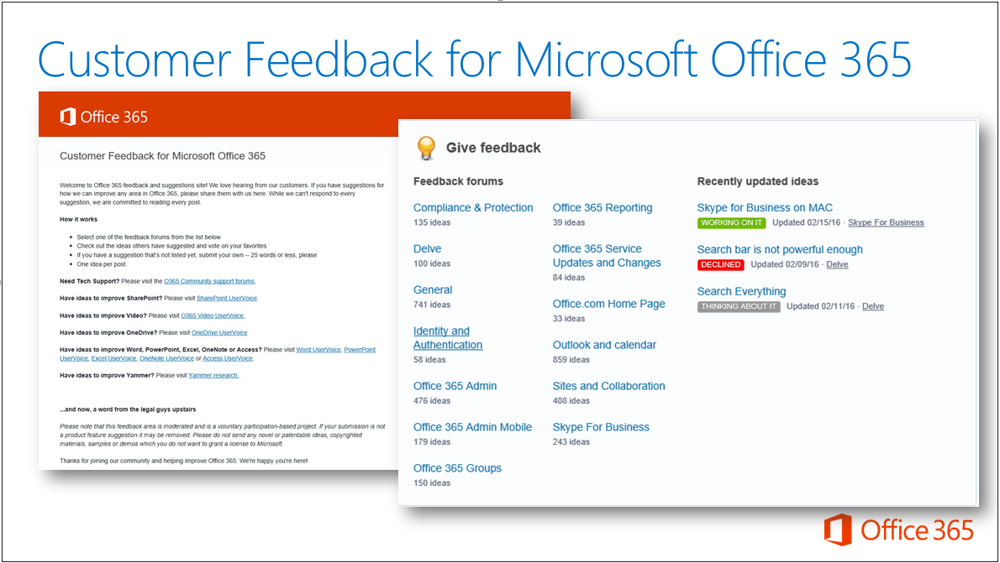 Customer Feedback for Microsoft Office 365
Office 365
Customer Feedback for Microsoft Office 365
Welcome to Office 365 feedback and suggestions site! We love hearing from our customers. If you have suggestions for
how we can improve any area in Office 365, please share them with us here. While we can't respond to every
suggestion, we are committed to reading every post.
How it works
• Select one of the feedback forums from the list below
• Check out the ideas others have suggested and vote on your favorites
• If you have a suggestion that's not listed yet, submit your own -- 25 words or less, please
• One idea per post
Need Tech Support? Please visit the O365 Community support forums.
Have ideas to improve SharePoint? Please visit SharePoint UserVoice.
Have ideas to improve Video? Please visit O365 Video UserVoice.
Have ideas to improve OneDrive? Please visit OneDrive UserVoice
Have ideas to improve Word, PowerPoint, Excel, OneNote or Access? Please visit Word UserVoice, PowerPoint
UserVoice, Excel UserVoice, OneNote UserVoice or Access UserVoice.
Have ideas to improve Yammer? Please visit Yammer research..
...and now, a word from the legal guys upstairs
Please note that this feedback area is moderated and is a voluntary participation-based project. If your submission is not
a product feature suggestion it may be removed. Please do not send any novel or patentable ideas, copyrighted
materials, samples or demos which you do not want to grant a license to Microsoft.
Thanks for joining our community and helping improve Office 365. We're happy you're here!
Give feedback
Feedback forums
Compliance & Protection
135 ideas
Delve
100 ideas
General
741 ideas
Identity and
Authentication
58 ideas
Office 365 Admin
476 ideas
Office 365 Admin Mobile
179 ideas
Office 365 Groups
150 ideas
Office 365 Reporting
39 ideas
Office 365 Service
Updates and Changes
84 ideas
Office.com Home Page
33 ideas
Outlook and calendar
859 ideas
Sites and Collaboration
408 ideas
Skype For Business
243 ideas
Recently updated ideas
Skype for Business on MAC
WORKING ON IT Updated 02/15/16 · Skype For Business
Search bar is not powerful enough
DECLINED Updated 02/09/16 · Delve
Search Everything
THINKING ABOUT IT Updated 02/11/16 · Delve
Office 365